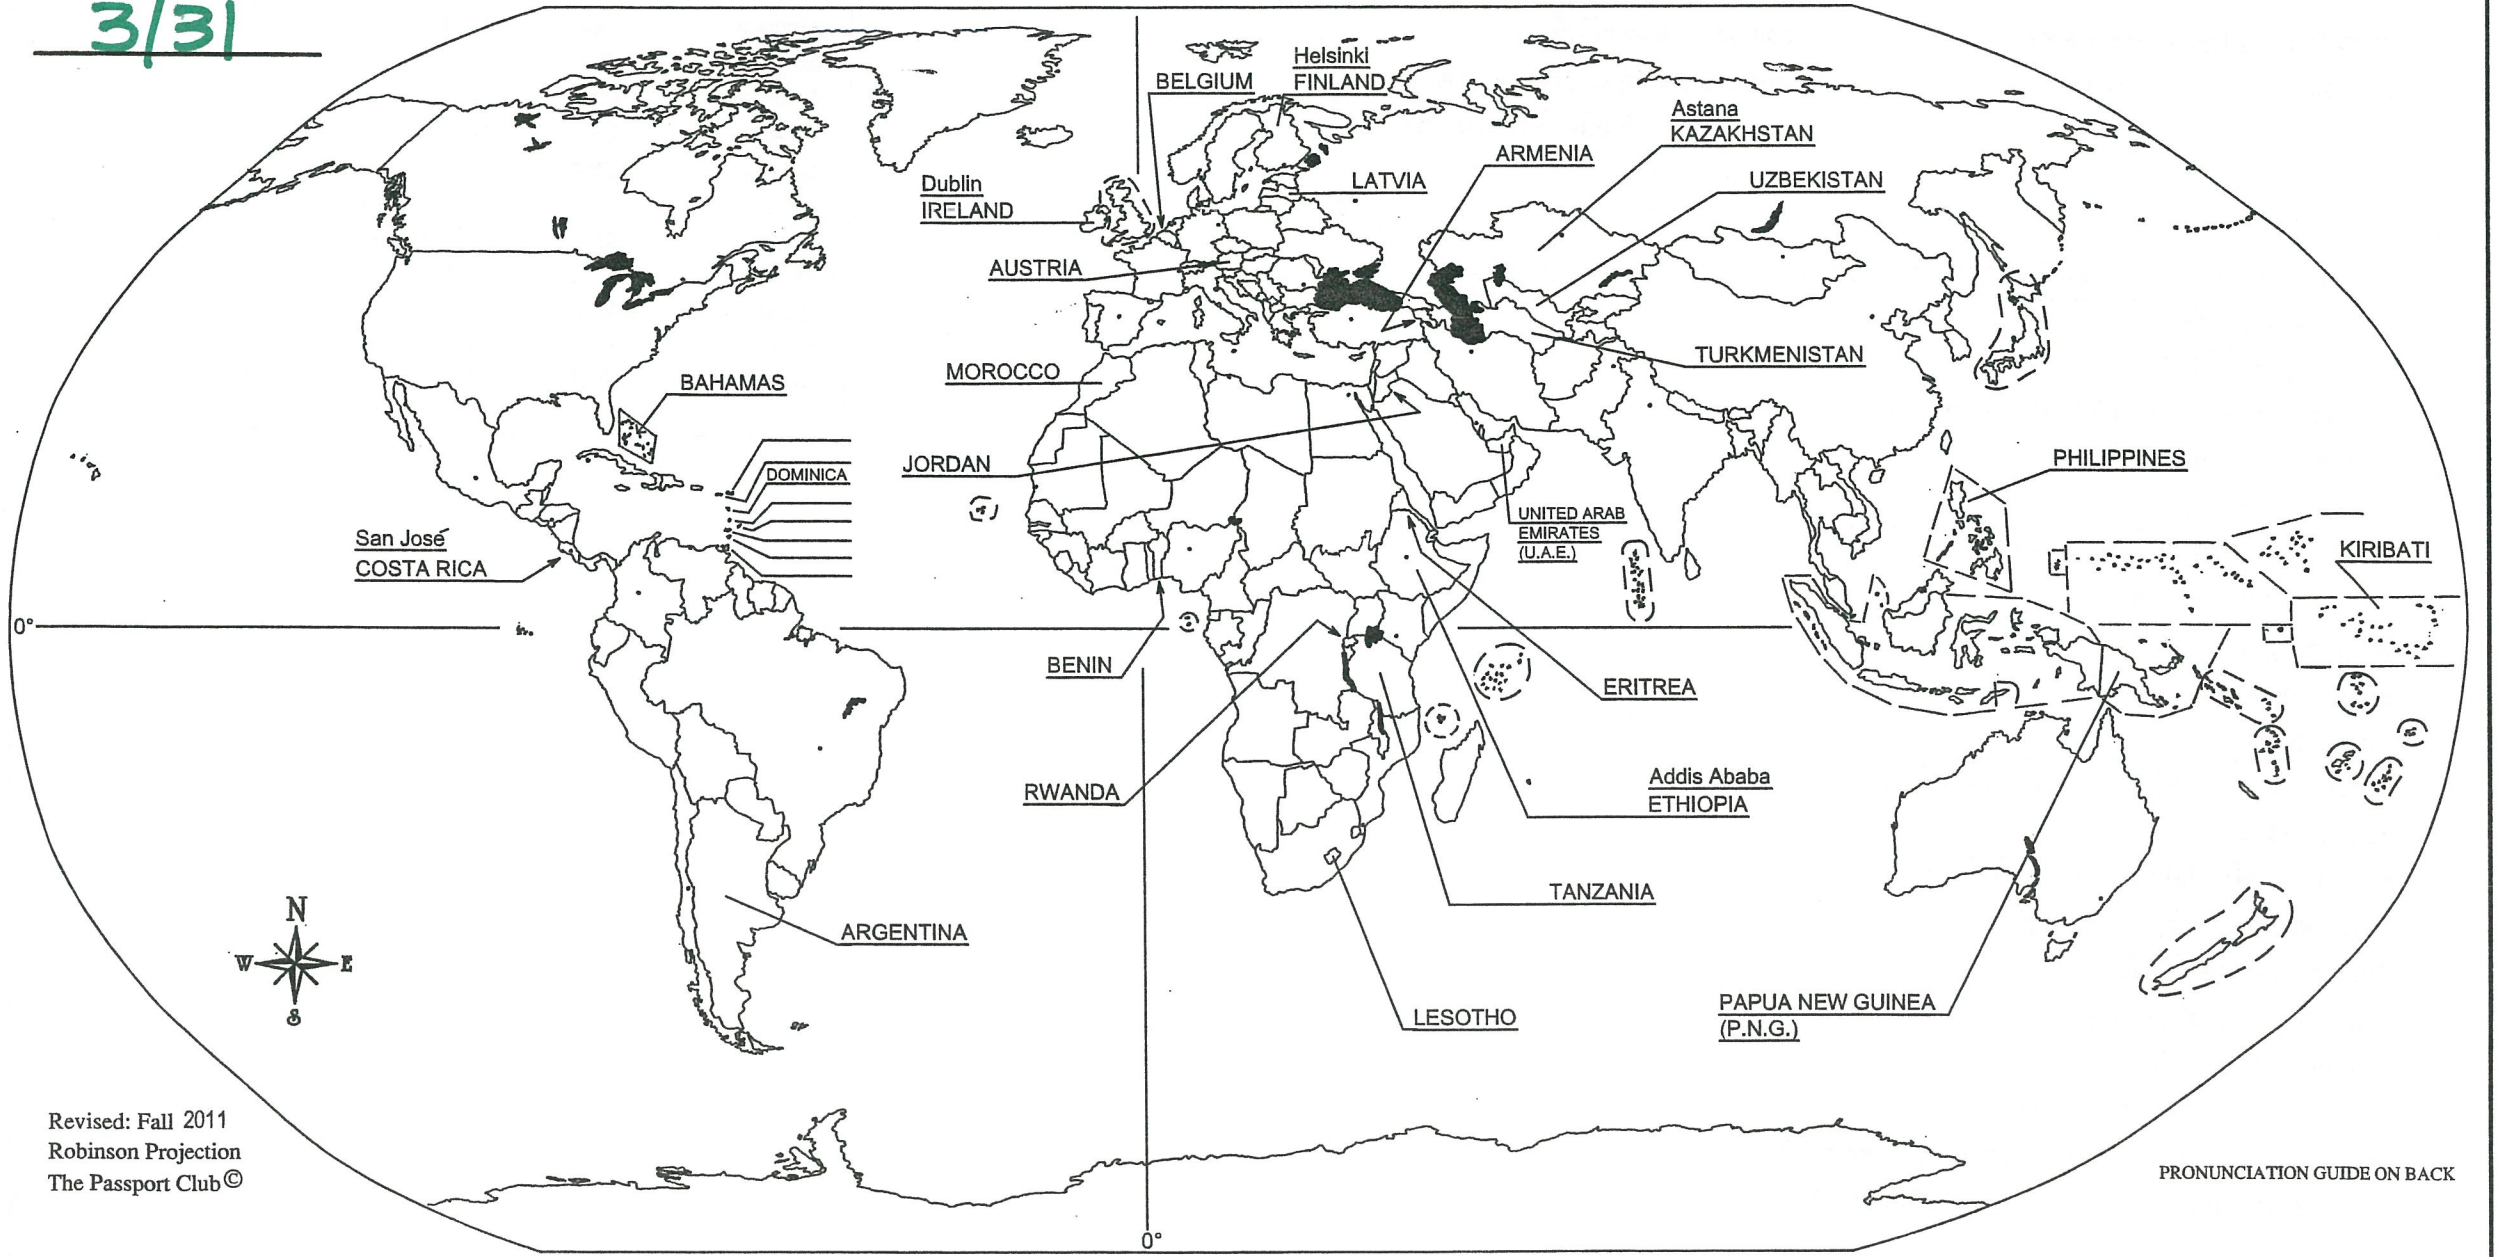 3/31
BELGIUM
Helsinki
FINLAND
Astana
KAZAKHSTAN
ARMENIA
LATVIA
UZBEKISTAN
Dublin
IRELAND
AUSTRIA
TURKMENISTAN
MOROCCO
BAHAMAS
JORDAN
DOMINICA
PHILIPPINES
UNITED ARAB
EMIRATES
(U.A.E.)
San José
COSTA RICA
KIRIBATI
0°
BENIN
ERITREA
RWANDA
Addis Ababa
ETHIOPIA
TANZANIA
ARGENTINA
N
W E
S
LESOTHO
PAPUA NEW GUINEA
(P.N.G.)
Revised: Fall 2011
Robinson Projection
The Passport Club©
PRONUNCIATION GUIDE ON BACK
0°